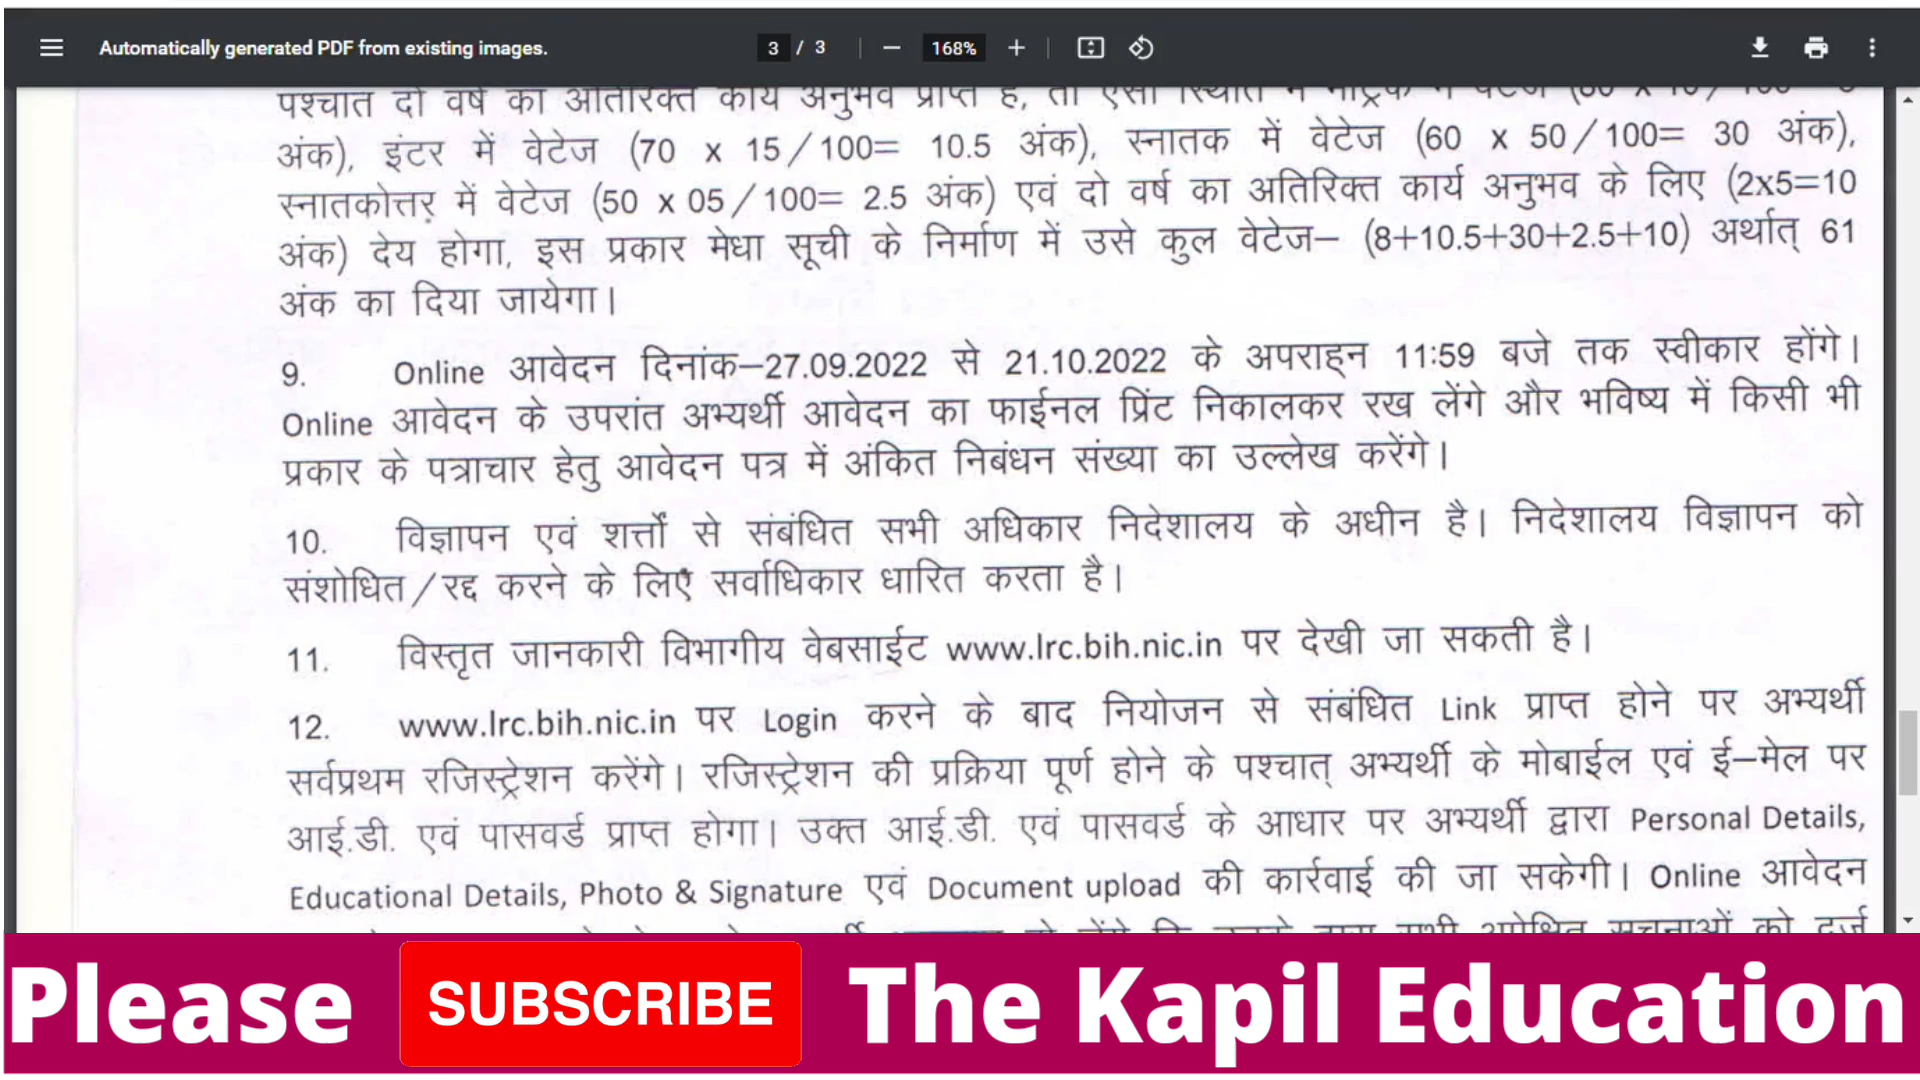 Automatically generated PDF from existing images.
3 / 3
168%
पश्चात दो वर्ष का अतिरिक्त कार्य अनुभव प्राप्त है, तो ऐसी स्थिति में
अंक), इंटर में वेटेज (70 x 15/100= 10.5 अंक), स्नातक में वेटेज (60 x 50/100= 30 अंक),
स्नातकोत्तर में वेटेज (50 x 05/100= 2.5 अंक) एवं दो वर्ष का अतिरिक्त कार्य अनुभव के लिए (2x5=10
अंक) देय होगा, इस प्रकार मेधा सूची के निर्माण में उसे कुल वेटेज– (8+10.5+30+2.5+10) अर्थात् 61
अंक का दिया जायेगा।
9. Online आवेदन दिनांक–27.09.2022 से 21.10.2022 के अपराह्न 11:59 बजे तक स्वीकार होंगे।
Online आवेदन के उपरांत अभ्यर्थी आवेदन का फाईनल प्रिंट निकालकर रख लेंगे और भविष्य में किसी भी
प्रकार के पत्राचार हेतु आवेदन पत्र में अंकित निबंधन संख्या का उल्लेख करेंगे।
10. विज्ञापन एवं शर्त्तों से संबंधित सभी अधिकार निदेशालय के अधीन है। निदेशालय विज्ञापन को
संशोधित/रद्द करने के लिए सर्वाधिकार धारित करता है।
11. विस्तृत जानकारी विभागीय वेबसाईट www.lrc.bih.nic.in पर देखी जा सकती है।
12. www.lrc.bih.nic.in पर Login करने के बाद नियोजन से संबंधित Link प्राप्त होने पर अभ्यर्थी
सर्वप्रथम रजिस्ट्रेशन करेंगे। रजिस्ट्रेशन की प्रक्रिया पूर्ण होने के पश्चात् अभ्यर्थी के मोबाईल एवं ई–मेल पर
आई.डी. एवं पासवर्ड प्राप्त होगा। उक्त आई.डी. एवं पासवर्ड के आधार पर अभ्यर्थी द्वारा Personal Details,
Educational Details, Photo & Signature एवं Document upload की कार्रवाई की जा सकेगी। Online आवेदन
Please SUBSCRIBE The Kapil Education